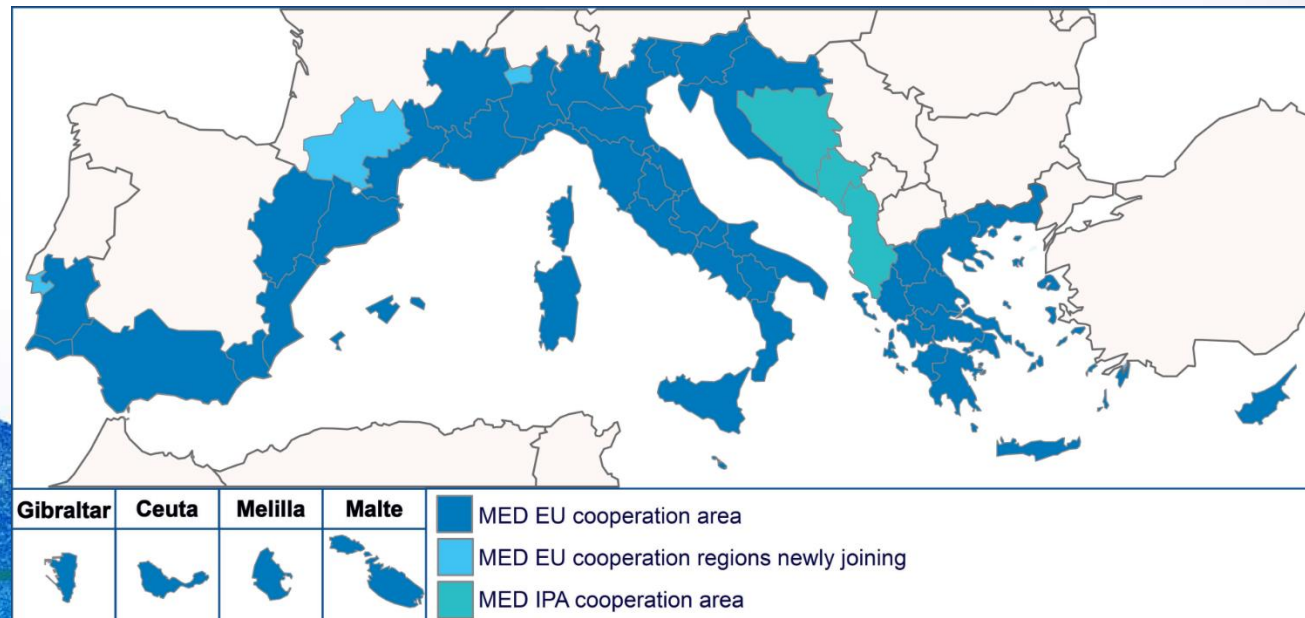 Gibraltar
Ceuta
Melilla
Malte
MED EU cooperation area
MED EU cooperation regions newly joining
MED IPA cooperation area